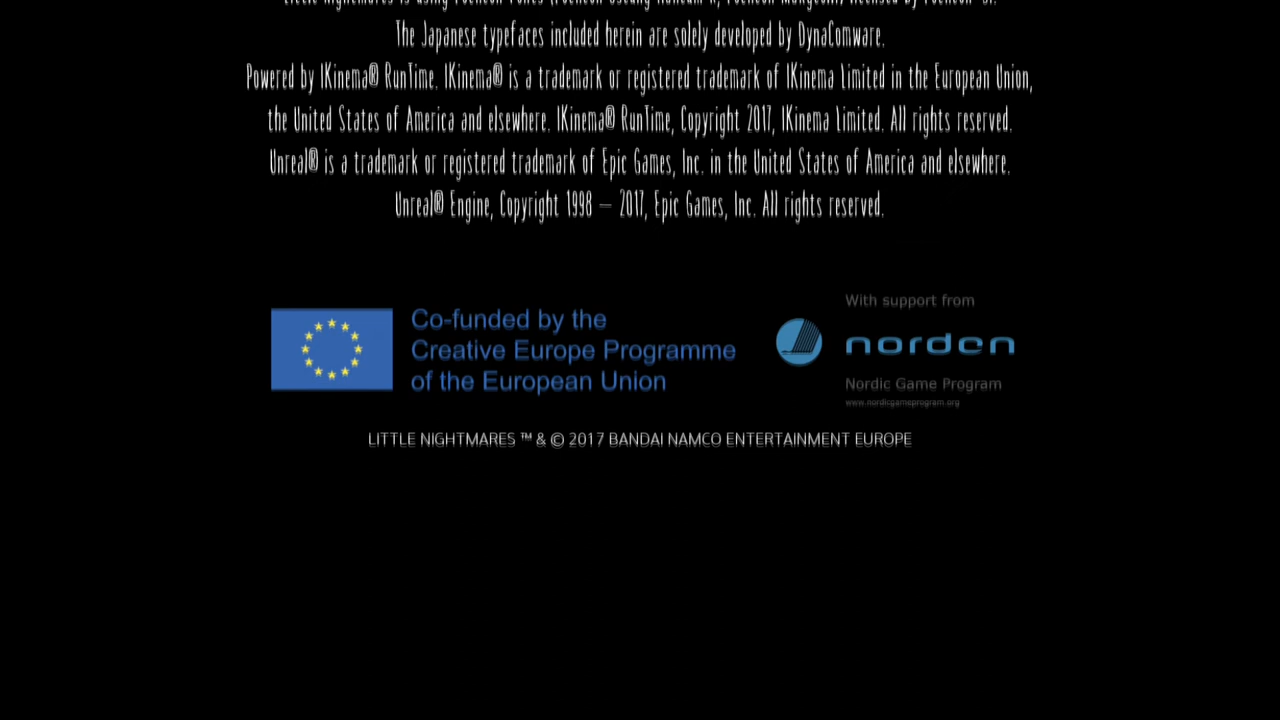 The Japanese typefaces included herein are solely developed by DynaComware.
Powered by IKinema® RunTime. IKinema® is a trademark or registered trademark of IKinema Limited in the European Union,
the United States of America and elsewhere. IKinema® RunTime, Copyright 2017, IKinema Limited. All rights reserved.
Unreal® is a trademark or registered trademark of Epic Games, Inc. in the United States of America and elsewhere.
Unreal® Engine, Copyright 1998 – 2017, Epic Games, Inc. All rights reserved.
Co-funded by the
Creative Europe Programme
of the European Union
With support from
norden
Nordic Game Program
www.nordicgameprogram.org
LITTLE NIGHTMARES ™ & © 2017 BANDAI NAMCO ENTERTAINMENT EUROPE